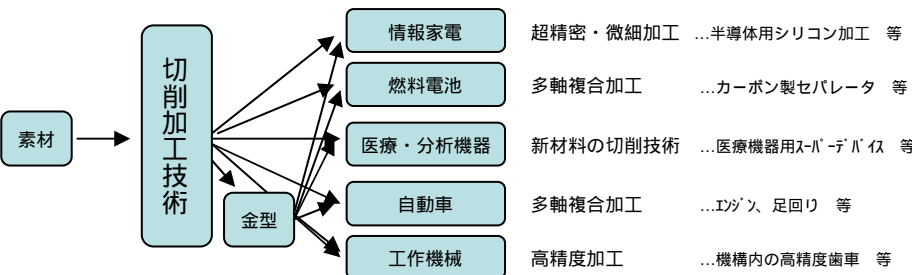 素材
切削加工技術
金型
情報家電 超精密・微細加工 …半導体用シリコン加工 等
燃料電池 多軸複合加工 …カーボン製セパレータ 等
医療・分析機器 新材料の切削技術 …医療機器用ｽｰﾊﾟｰﾃﾞﾊﾞｲｽ 等
自動車 多軸複合加工 …ｴﾝｼﾞﾝ、足回り 等
工作機械 高精度加工 …機構内の高精度歯車 等